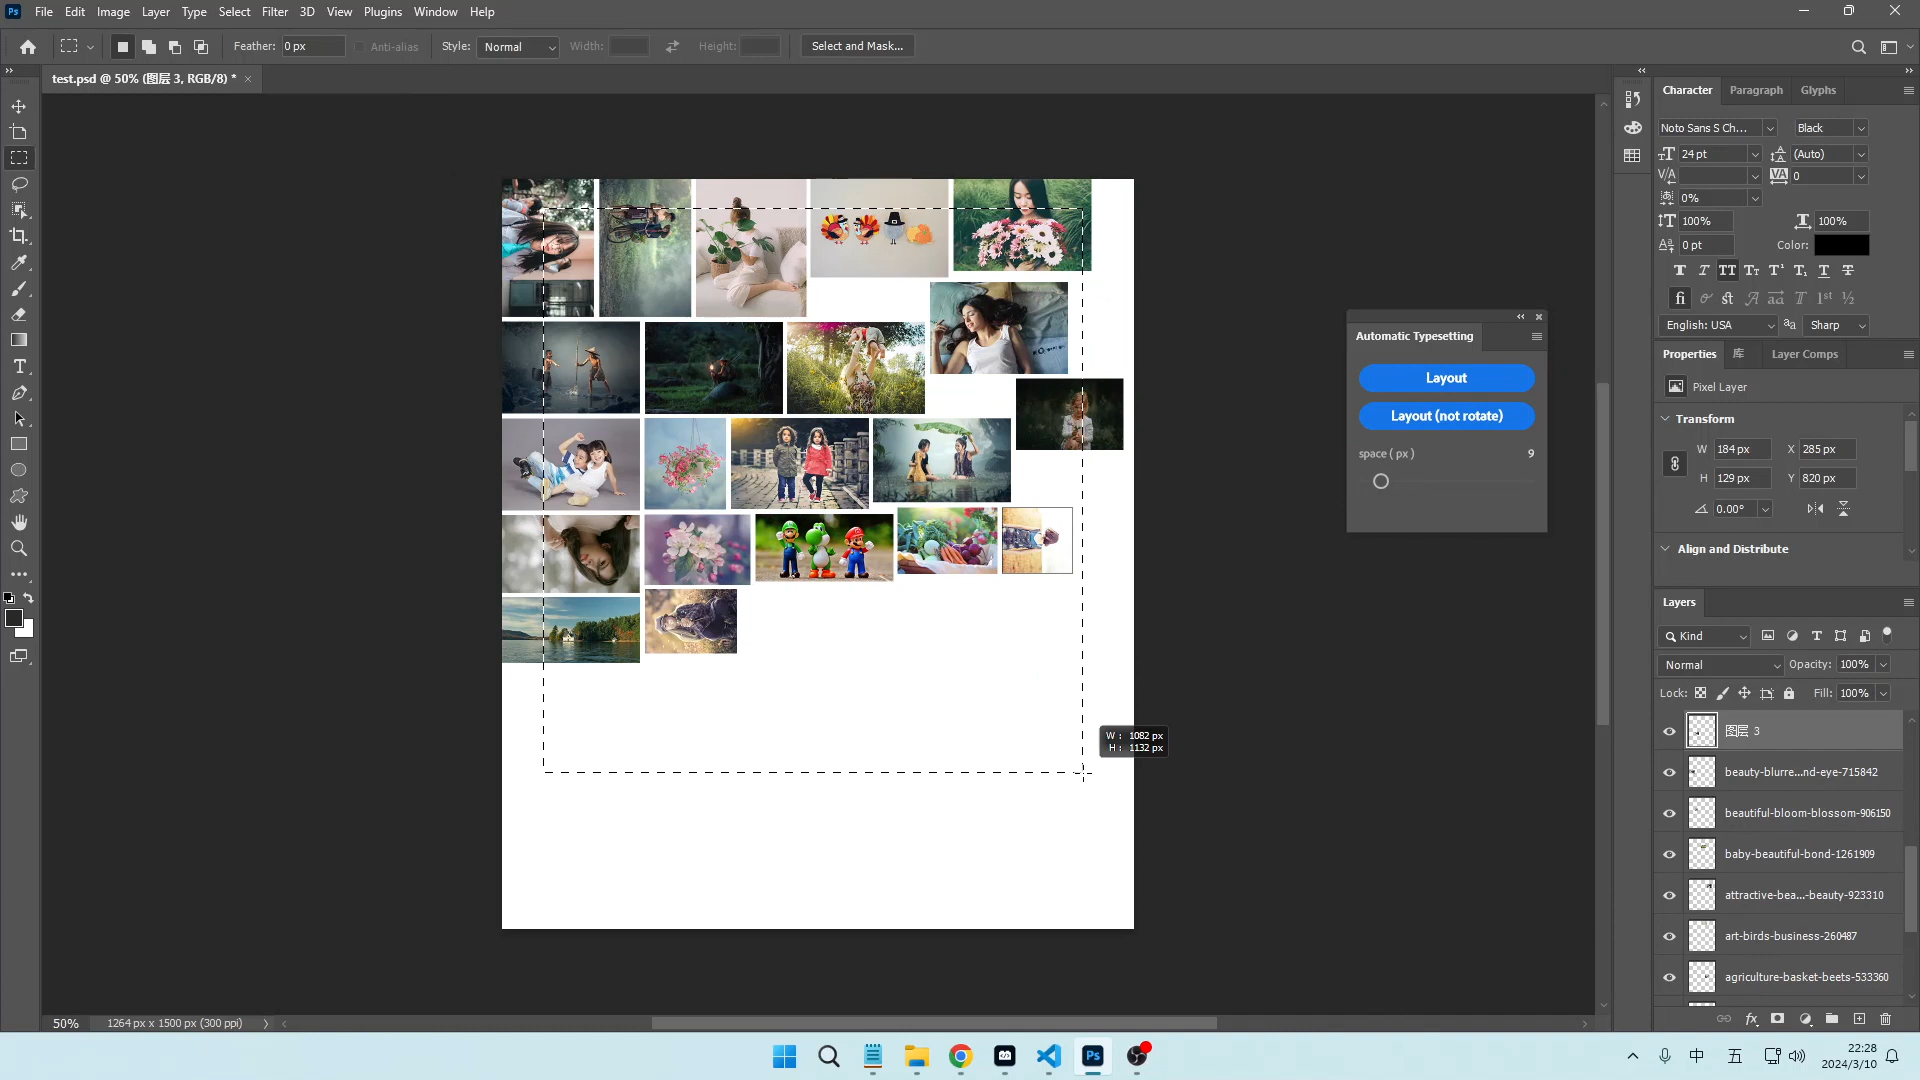 Ps File Edit Image Layer Type Select Filter 3D View Plugins Window Help
Feather: 0 px Anti-alias Style: Normal Width: Height: Select and Mask...
test.psd @ 50% (图层 3, RGB/8) *
Character Paragraph Glyphs
Noto Sans S Ch... Black
24 pt (Auto)
0
0%
100% 100%
0 pt Color:
English: USA Sharp
Properties 库 Layer Comps
Pixel Layer
Transform
W 184 px X 285 px
H 129 px Y 820 px
0.00°
Align and Distribute
Automatic Typesetting
Layout
Layout (not rotate)
space ( px ) 9
W : 1082 px
H : 1132 px
Layers
Kind
Normal Opacity: 100%
Lock: Fill: 100%
图层 3
beauty-blurre...nd-eye-715842
beautiful-bloom-blossom-906150
baby-beautiful-bond-1261909
attractive-bea...-beauty-923310
art-birds-business-260487
agriculture-basket-beets-533360
50% 1264 px x 1500 px (300 ppi)
Ps 中 五 22:28
2024/3/10